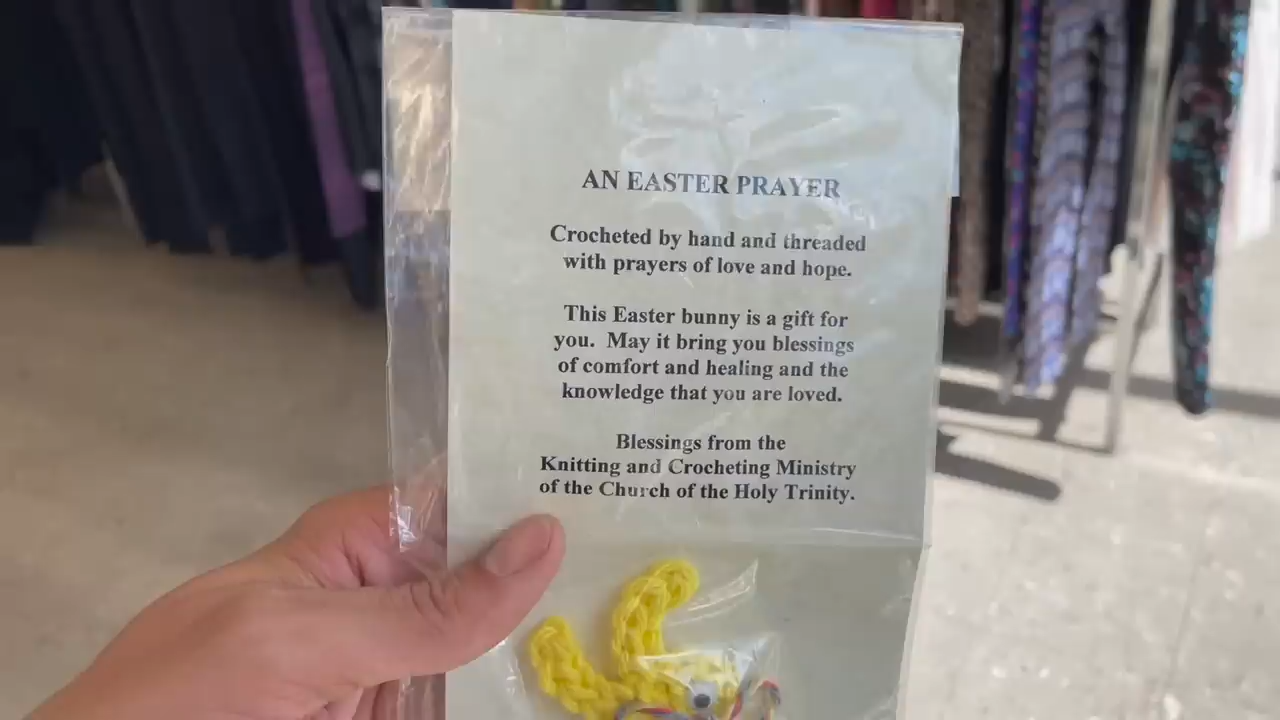 AN EASTER PRAYER
Crocheted by hand and threaded
with prayers of love and hope.
This Easter bunny is a gift for
you. May it bring you blessings
of comfort and healing and the
knowledge that you are loved.
Blessings from the
Knitting and Crocheting Ministry
of the Church of the Holy Trinity.